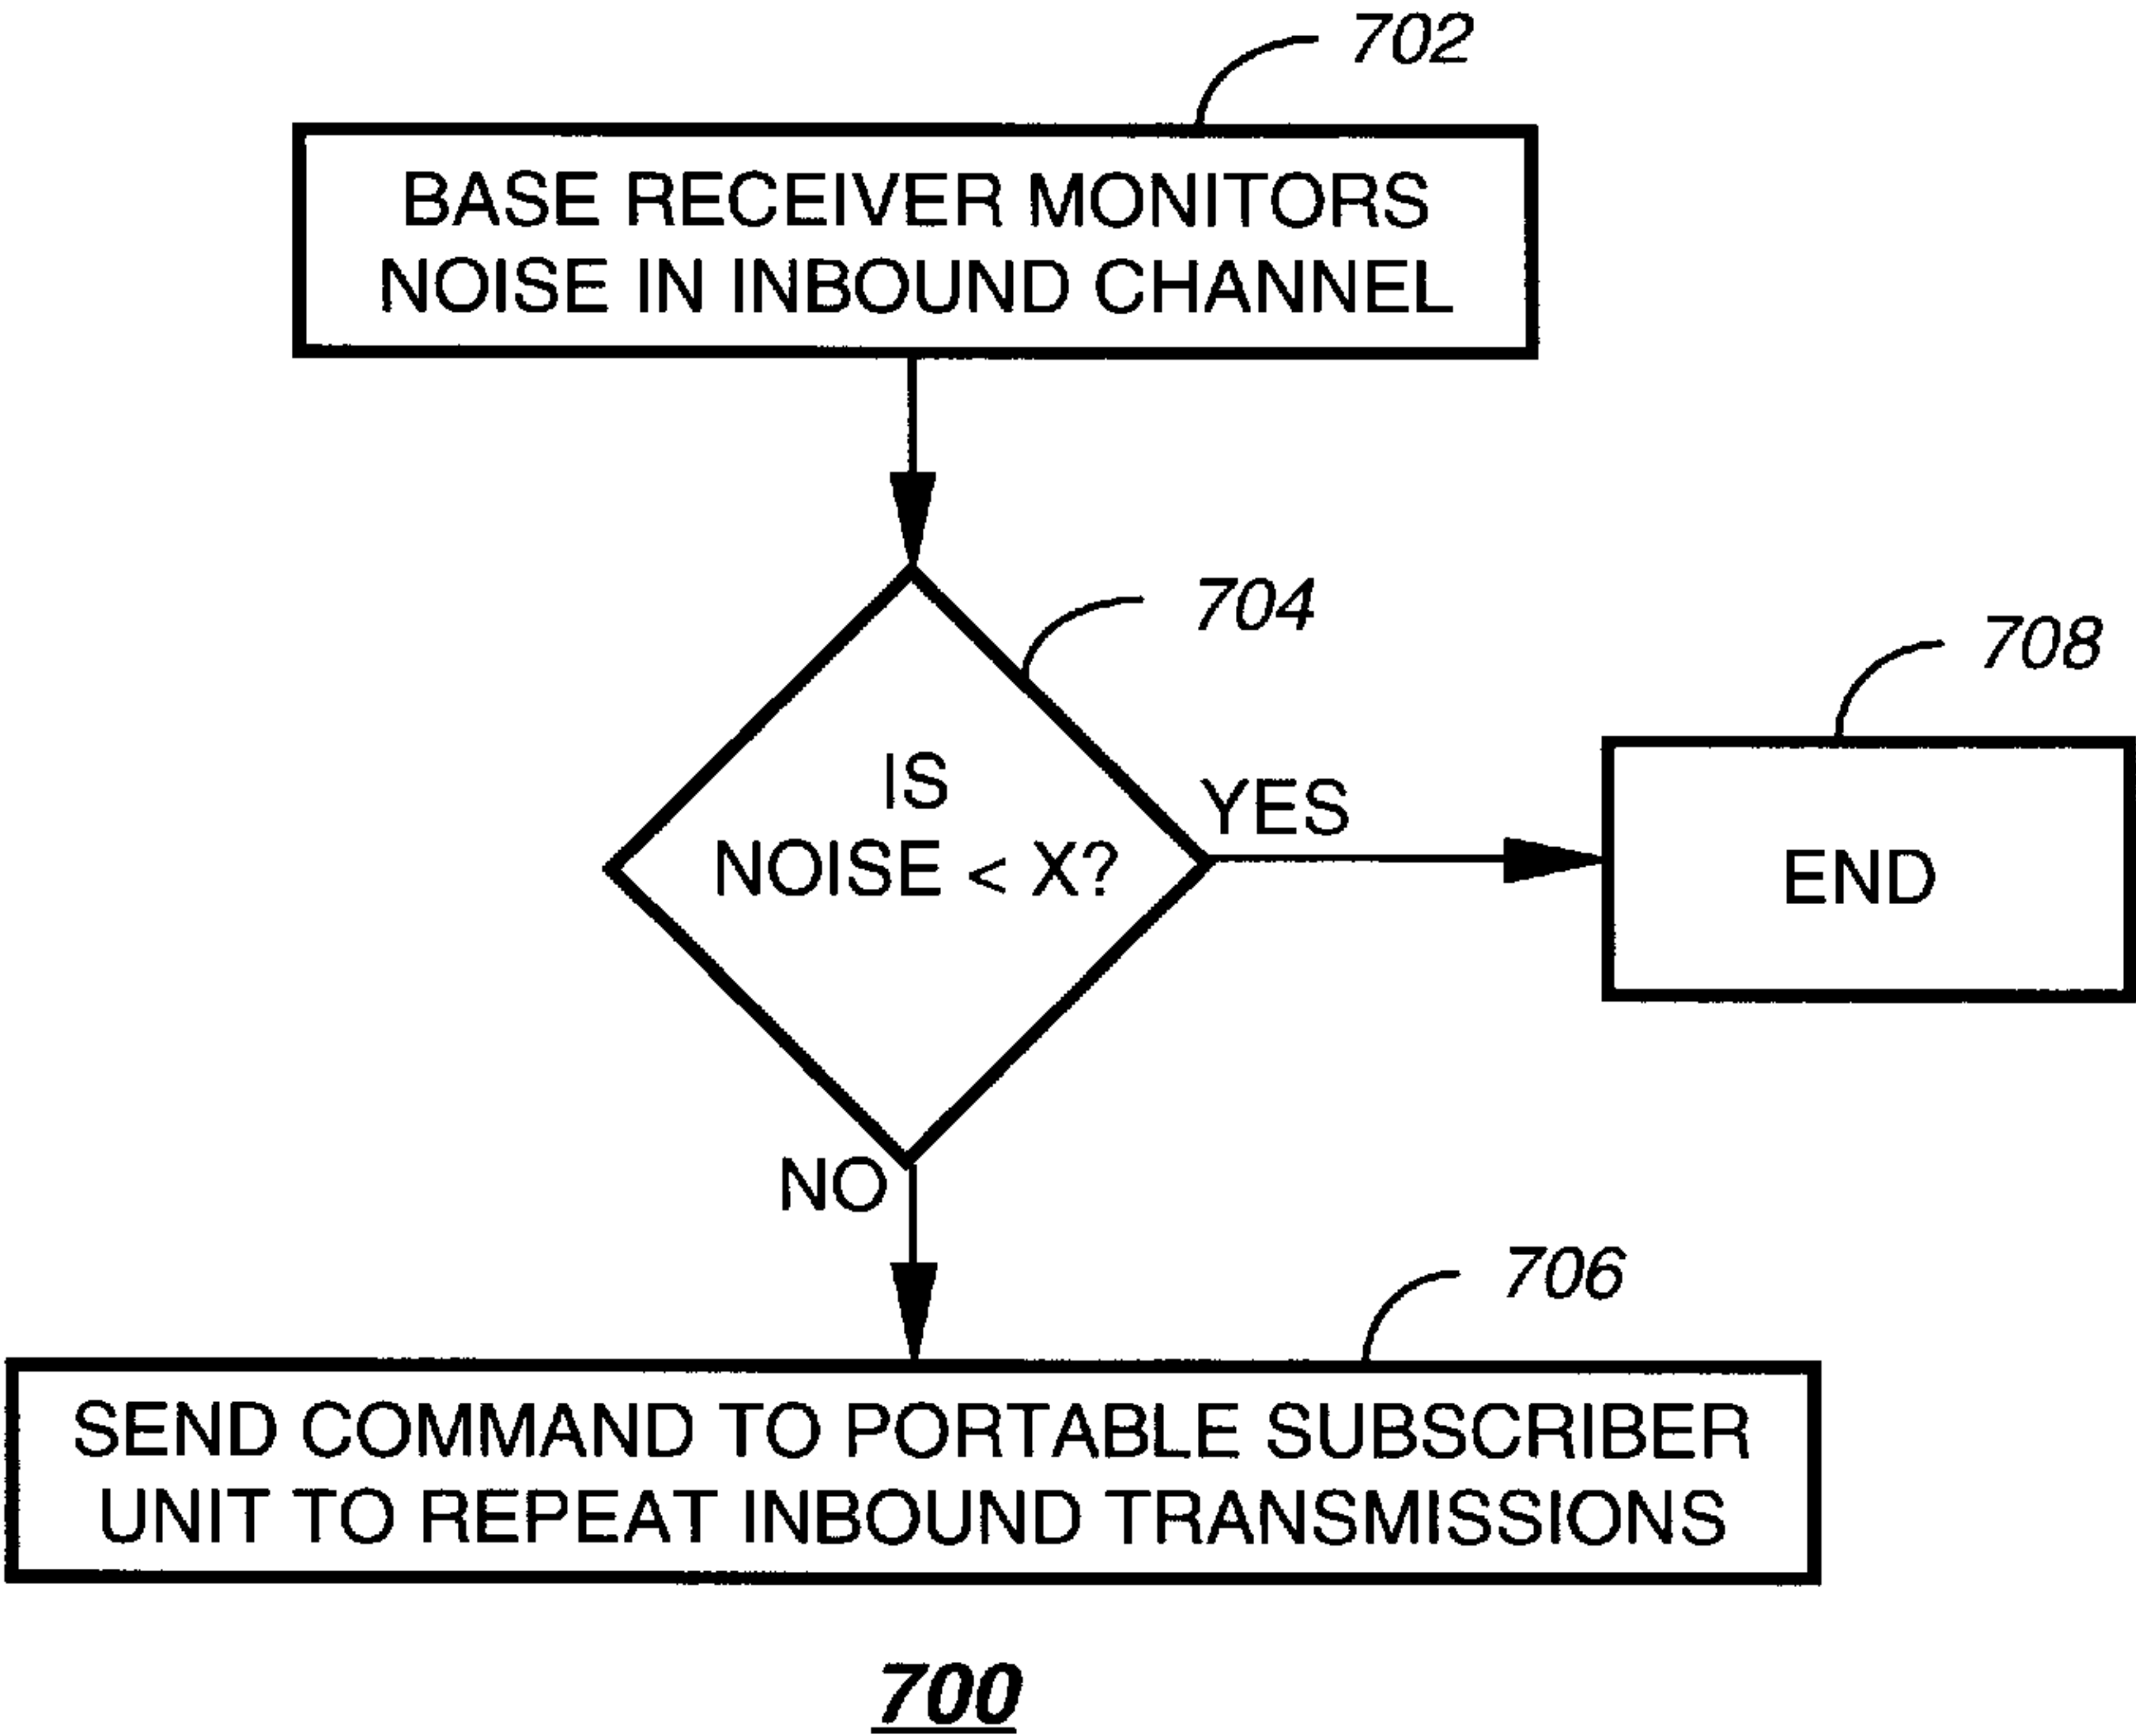 702
BASE RECEIVER MONITORS
NOISE IN INBOUND CHANNEL
704
IS
NOISE < X?
YES
708
END
NO
706
SEND COMMAND TO PORTABLE SUBSCRIBER
UNIT TO REPEAT INBOUND TRANSMISSIONS
700